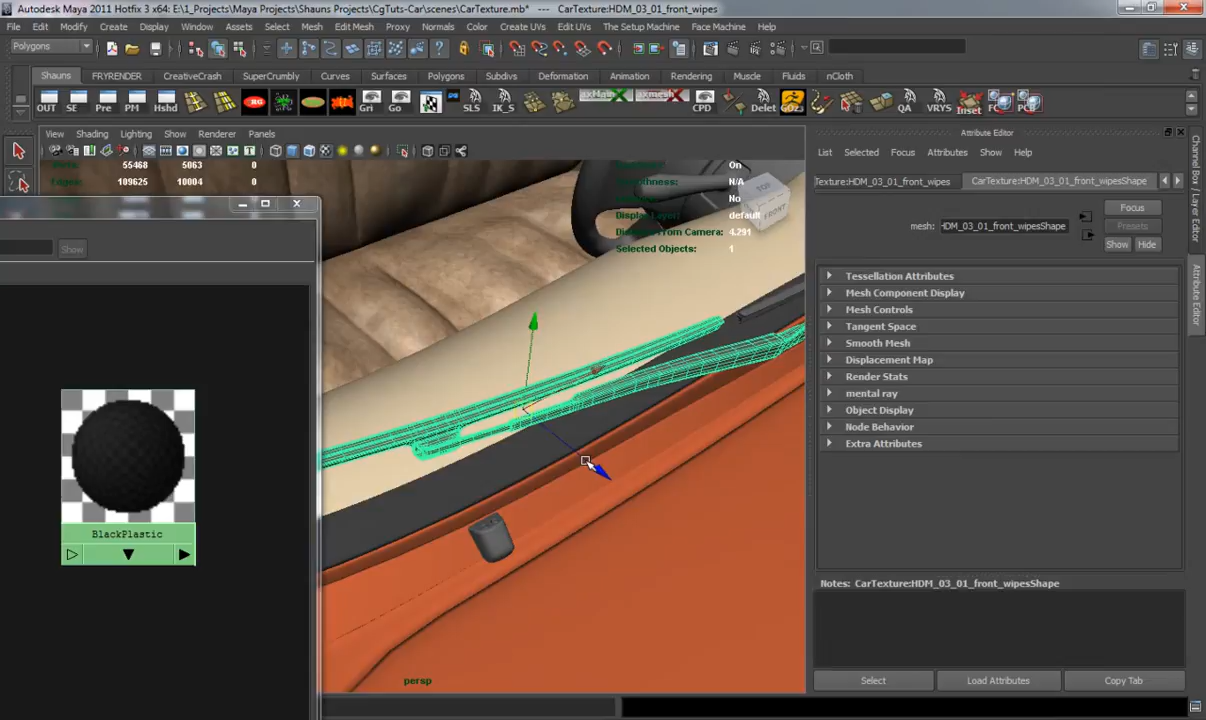 Autodesk Maya 2011 Hotfix 3 x64: E:\1_Projects\Maya Projects\Shauns Projects\CgTuts-Car\scenes\CarTexture.mb* --- CarTexture:HDM_03_01_front_wipes
File Edit Modify Create Display Window Assets Select Mesh Edit Mesh Proxy Normals Color Create UVs Edit UVs The Setup Machine Face Machine Help
Polygons
Shauns FRYRENDER CreativeCrash SuperCrumbly Curves Surfaces Polygons Subdivs Deformation Animation Rendering Muscle Fluids nCloth
OUT SE Pre PM Hshd Gri Go SLS IK_S CPD Delet GOz QA VRYS Inset
View Shading Lighting Show Renderer Panels
55468 5063 0
Edges: 109625 10004 0
On
N/A
No
Display Layer: default
Distance From Camera: 4.291
Selected Objects: 1
TOP
FRONT
Show
BlackPlastic
persp
Attribute Editor
List Selected Focus Attributes Show Help
Texture:HDM_03_01_front_wipes CarTexture:HDM_03_01_front_wipesShape
Focus
mesh: HDM_03_01_front_wipesShape Presets
Show Hide
Tessellation Attributes
Mesh Component Display
Mesh Controls
Tangent Space
Smooth Mesh
Displacement Map
Render Stats
mental ray
Object Display
Node Behavior
Extra Attributes
Notes: CarTexture:HDM_03_01_front_wipesShape
Select Load Attributes Copy Tab
Channel Box / Layer Editor
Attribute Editor